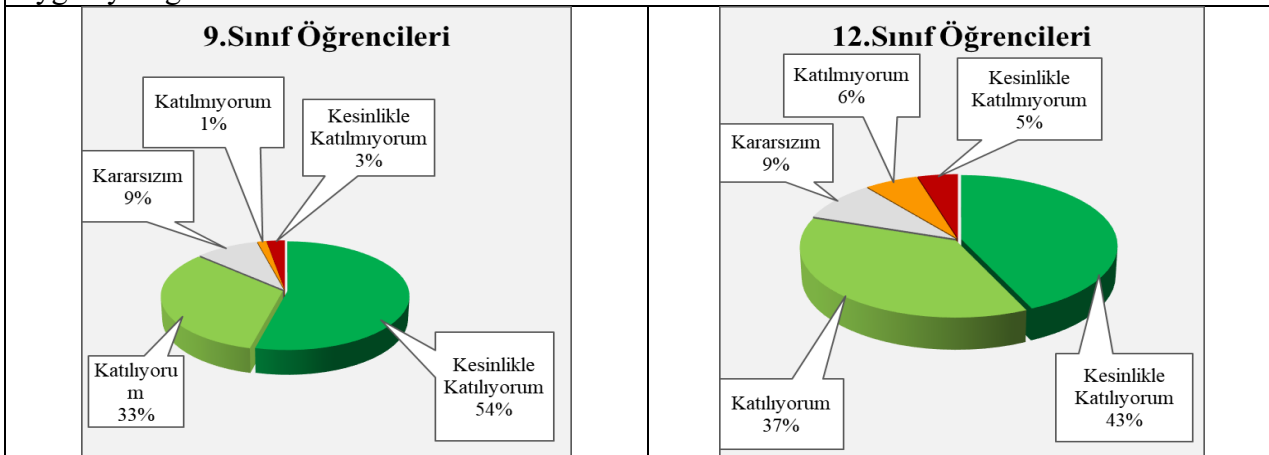 9.Sınıf Öğrencileri
Katılmıyorum
1%
Kesinlikle
Katılmıyorum
3%
Kararsızım
9%
Katılıyoru
m
33%
Kesinlikle
Katılıyorum
54%
12.Sınıf Öğrencileri
Katılmıyorum
6%
Kesinlikle
Katılmıyorum
5%
Kararsızım
9%
Katılıyorum
37%
Kesinlikle
Katılıyorum
43%